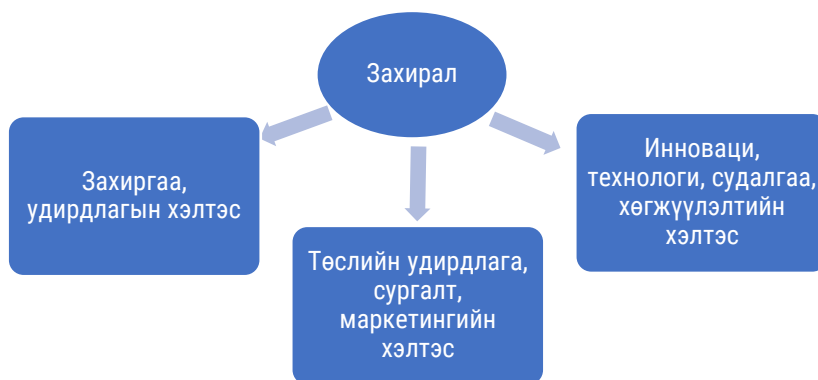 Захирал
Захиргаа,
удирдлагын хэлтэс
Төслийн удирдлага,
сургалт,
маркетингийн
хэлтэс
Инноваци,
технологи, судалгаа,
хөгжүүлэлтийн
хэлтэс